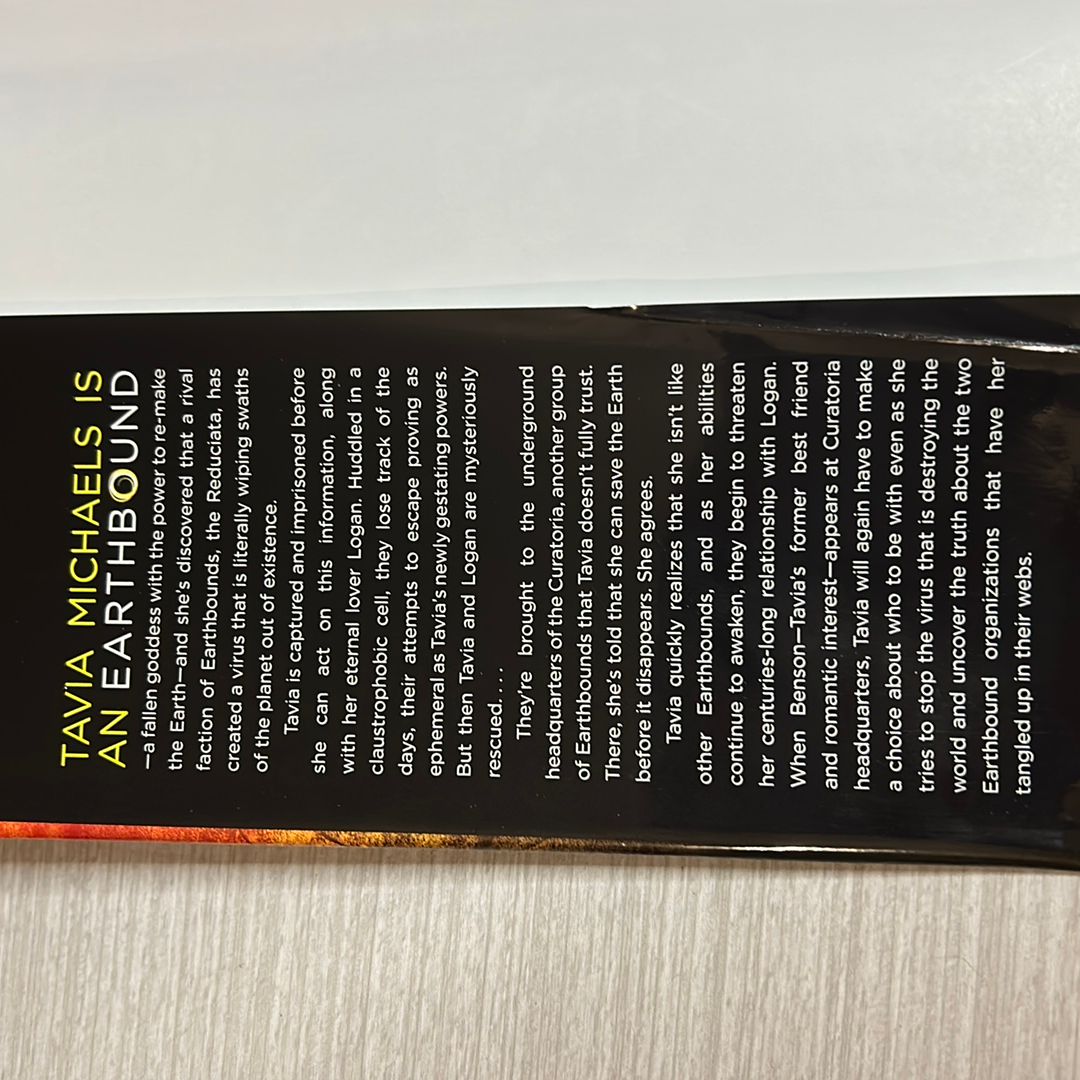 TAVIA MICHAELS IS
AN EARTHBOUND
—a fallen goddess with the power to re-make
the Earth—and she's discovered that a rival
faction of Earthbounds, the Reduciata, has
created a virus that is literally wiping swaths
of the planet out of existence.
Tavia is captured and imprisoned before
she can act on this information, along
with her eternal lover Logan. Huddled in a
claustrophobic cell, they lose track of the
days, their attempts to escape proving as
ephemeral as Tavia's newly gestating powers.
But then Tavia and Logan are mysteriously
rescued. . . .
They're brought to the underground
headquarters of the Curatoria, another group
of Earthbounds that Tavia doesn't fully trust.
There, she's told that she can save the Earth
before it disappears. She agrees.
Tavia quickly realizes that she isn't like
other Earthbounds, and as her abilities
continue to awaken, they begin to threaten
her centuries-long relationship with Logan.
When Benson—Tavia's former best friend
and romantic interest—appears at Curatoria
headquarters, Tavia will again have to make
a choice about who to be with even as she
tries to stop the virus that is destroying the
world and uncover the truth about the two
Earthbound organizations that have her
tangled up in their webs.